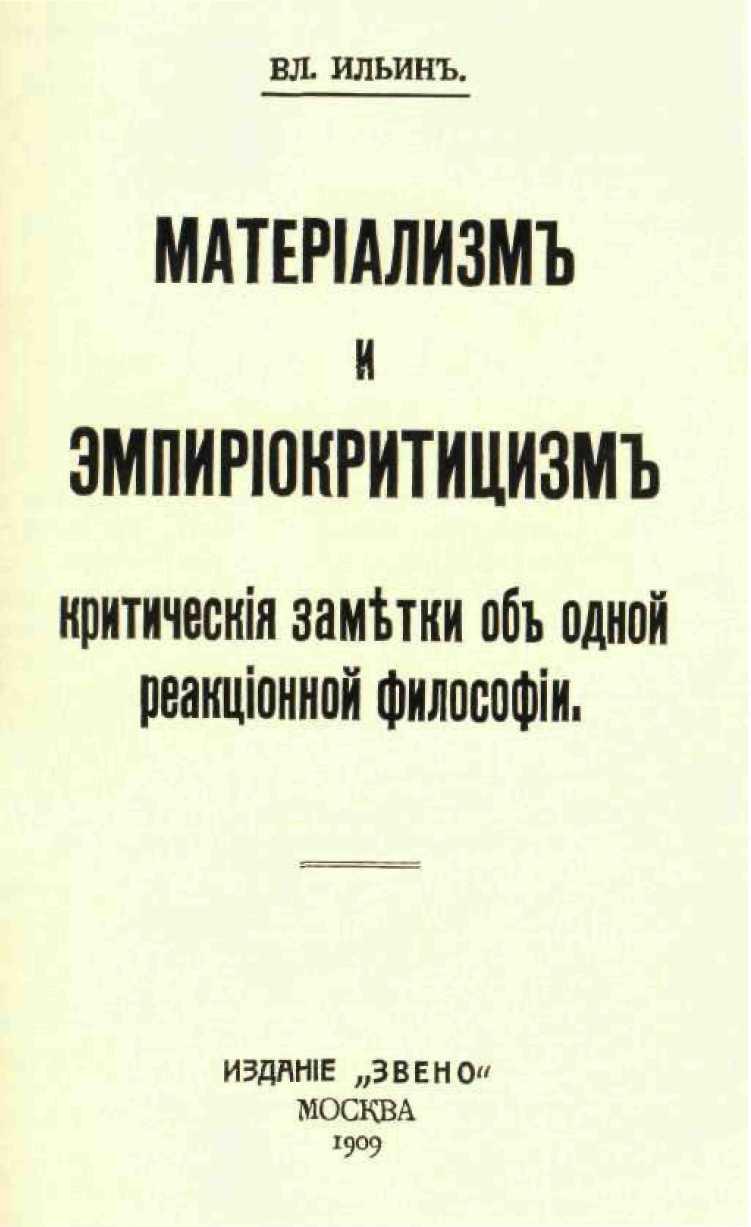 ВЛ. ИЛЬИНЪ.
МАТЕРІАЛИЗМЪ
И
ЭМПИРІОКРИТИЦИЗМЪ
критическія замѣтки объ одной
реакціонной философіи.
ИЗДАНІЕ „ЗВЕНО“
МОСКВА
1909